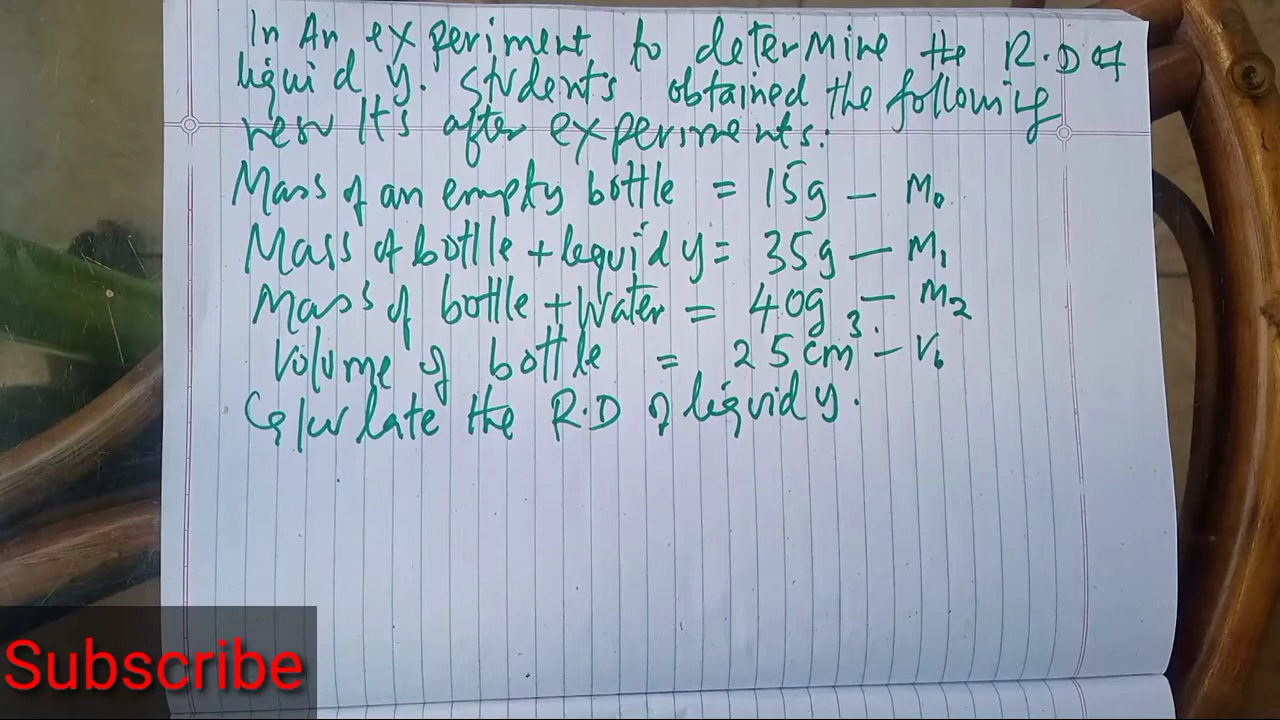 In An experiment to determine the R.D of
liquid y. Students obtained the following
results after experiments.
Mass of an empty bottle = 15g - M₀
Mass of bottle + liquid y = 35g - M₁
Mass of bottle + Water = 40g - M₂
Volume of bottle = 25cm³ - V₀
Calculate the R.D of liquid y.
Subscribe